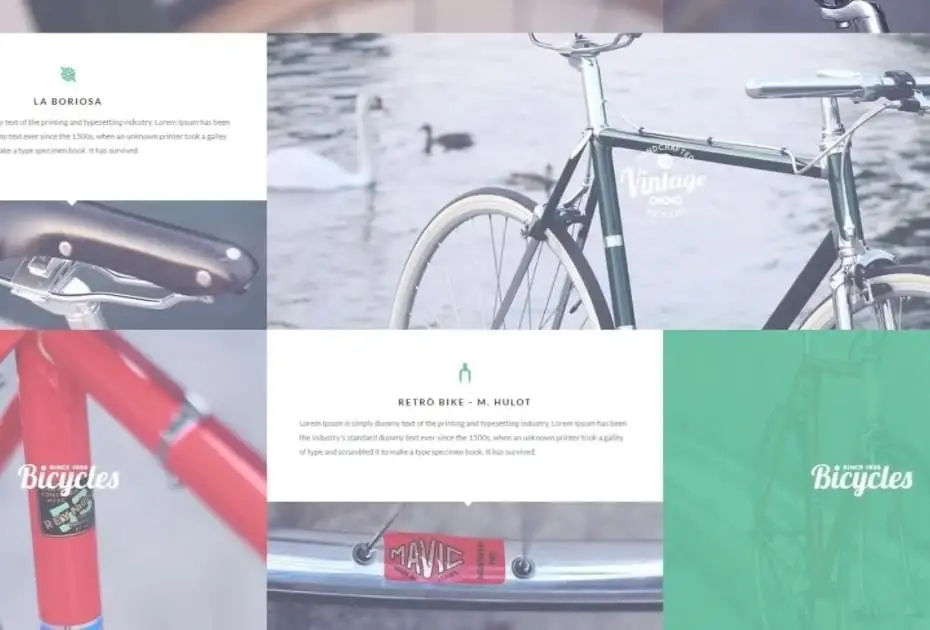 LA BORIOSA
y text of the printing and typesetting industry. Lorem Ipsum has been
my text ever since the 1500s, when an unknown printer took a galley
ake a type specimen book. It has survived.
HANDCRAFTED
Vintage
SINCE 1936
Bicycles
RETRO BIKE - M. HULOT
Lorem Ipsum is simply dummy text of the printing and typesetting industry. Lorem Ipsum has been
the industry's standard dummy text ever since the 1500s, when an unknown printer took a galley
of type and scrambled it to make a type specimen book. It has survived.
MAVIC
SINCE 1936
Bicycles